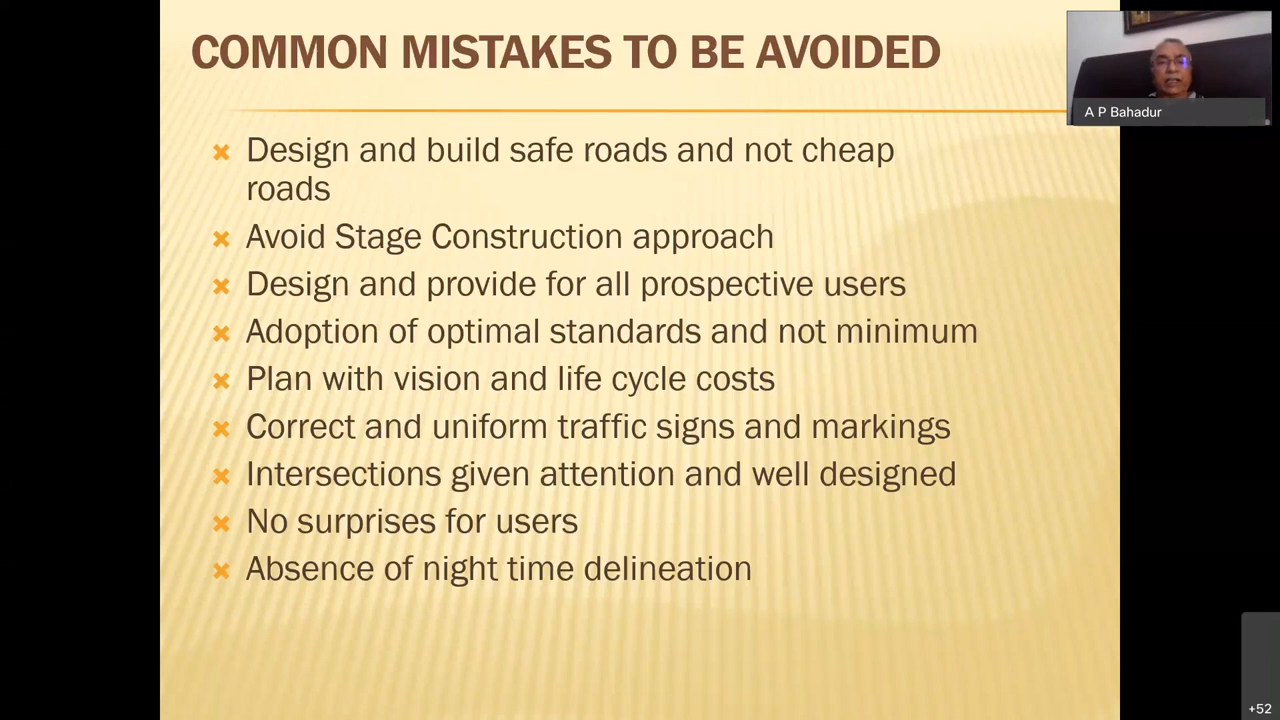 COMMON MISTAKES TO BE AVOIDED
A P Bahadur
Design and build safe roads and not cheap
roads
Avoid Stage Construction approach
Design and provide for all prospective users
Adoption of optimal standards and not minimum
Plan with vision and life cycle costs
Correct and uniform traffic signs and markings
Intersections given attention and well designed
No surprises for users
Absence of night time delineation
+52